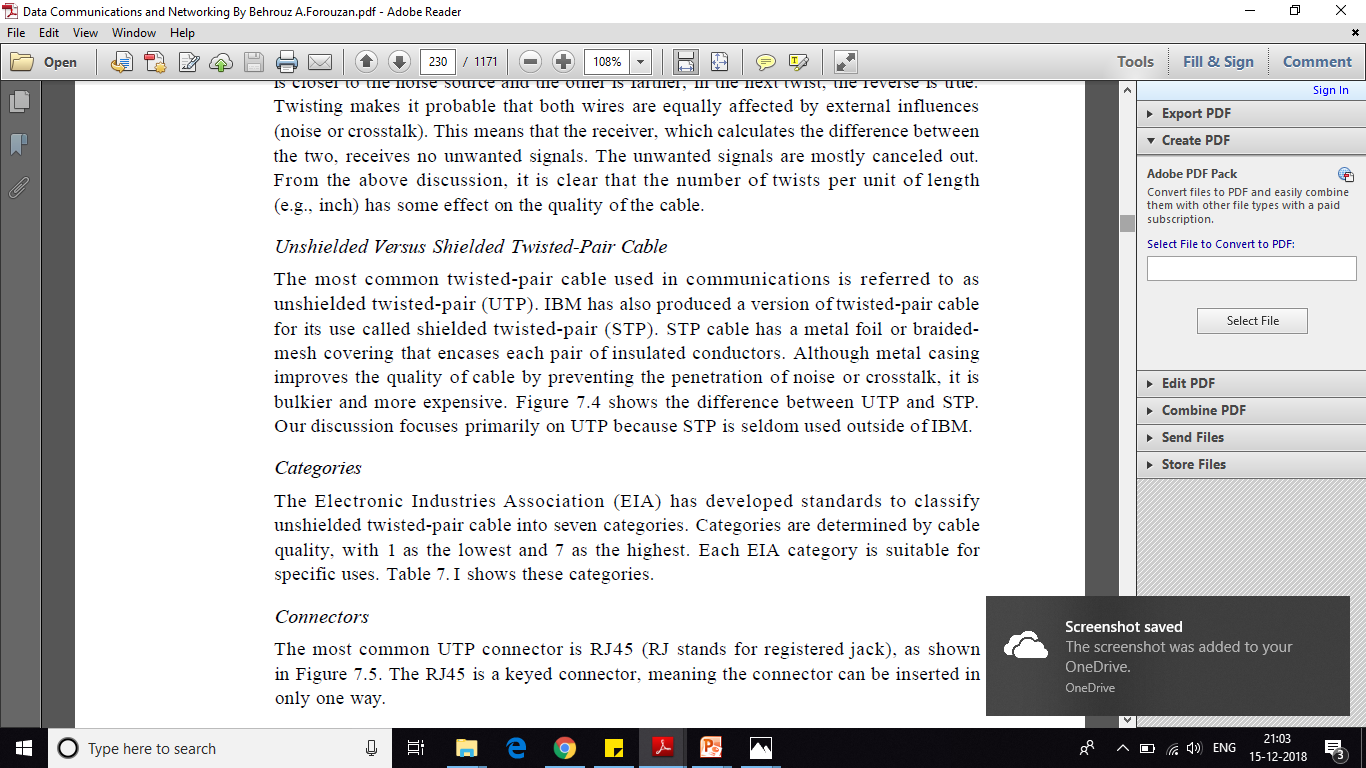 Data Communications and Networking By Behrouz A.Forouzan.pdf - Adobe Reader
File Edit View Window Help
Open 230 / 1171 108% Tools Fill & Sign Comment
Sign In
is closer to the noise source and the other is farther; in the next twist, the reverse is true.
Twisting makes it probable that both wires are equally affected by external influences
(noise or crosstalk). This means that the receiver, which calculates the difference between
the two, receives no unwanted signals. The unwanted signals are mostly canceled out.
From the above discussion, it is clear that the number of twists per unit of length
(e.g., inch) has some effect on the quality of the cable.
Unshielded Versus Shielded Twisted-Pair Cable
The most common twisted-pair cable used in communications is referred to as
unshielded twisted-pair (UTP). IBM has also produced a version of twisted-pair cable
for its use called shielded twisted-pair (STP). STP cable has a metal foil or braided-
mesh covering that encases each pair of insulated conductors. Although metal casing
improves the quality of cable by preventing the penetration of noise or crosstalk, it is
bulkier and more expensive. Figure 7.4 shows the difference between UTP and STP.
Our discussion focuses primarily on UTP because STP is seldom used outside of IBM.
Categories
The Electronic Industries Association (EIA) has developed standards to classify
unshielded twisted-pair cable into seven categories. Categories are determined by cable
quality, with 1 as the lowest and 7 as the highest. Each EIA category is suitable for
specific uses. Table 7. I shows these categories.
Connectors
The most common UTP connector is RJ45 (RJ stands for registered jack), as shown
in Figure 7.5. The RJ45 is a keyed connector, meaning the connector can be inserted in
only one way.
Export PDF
Create PDF
Adobe PDF Pack
Convert files to PDF and easily combine
them with other file types with a paid
subscription.
Select File to Convert to PDF:
Select File
Edit PDF
Combine PDF
Send Files
Store Files
Screenshot saved
The screenshot was added to your
OneDrive.
OneDrive
Type here to search
ENG
21:03
15-12-2018
3